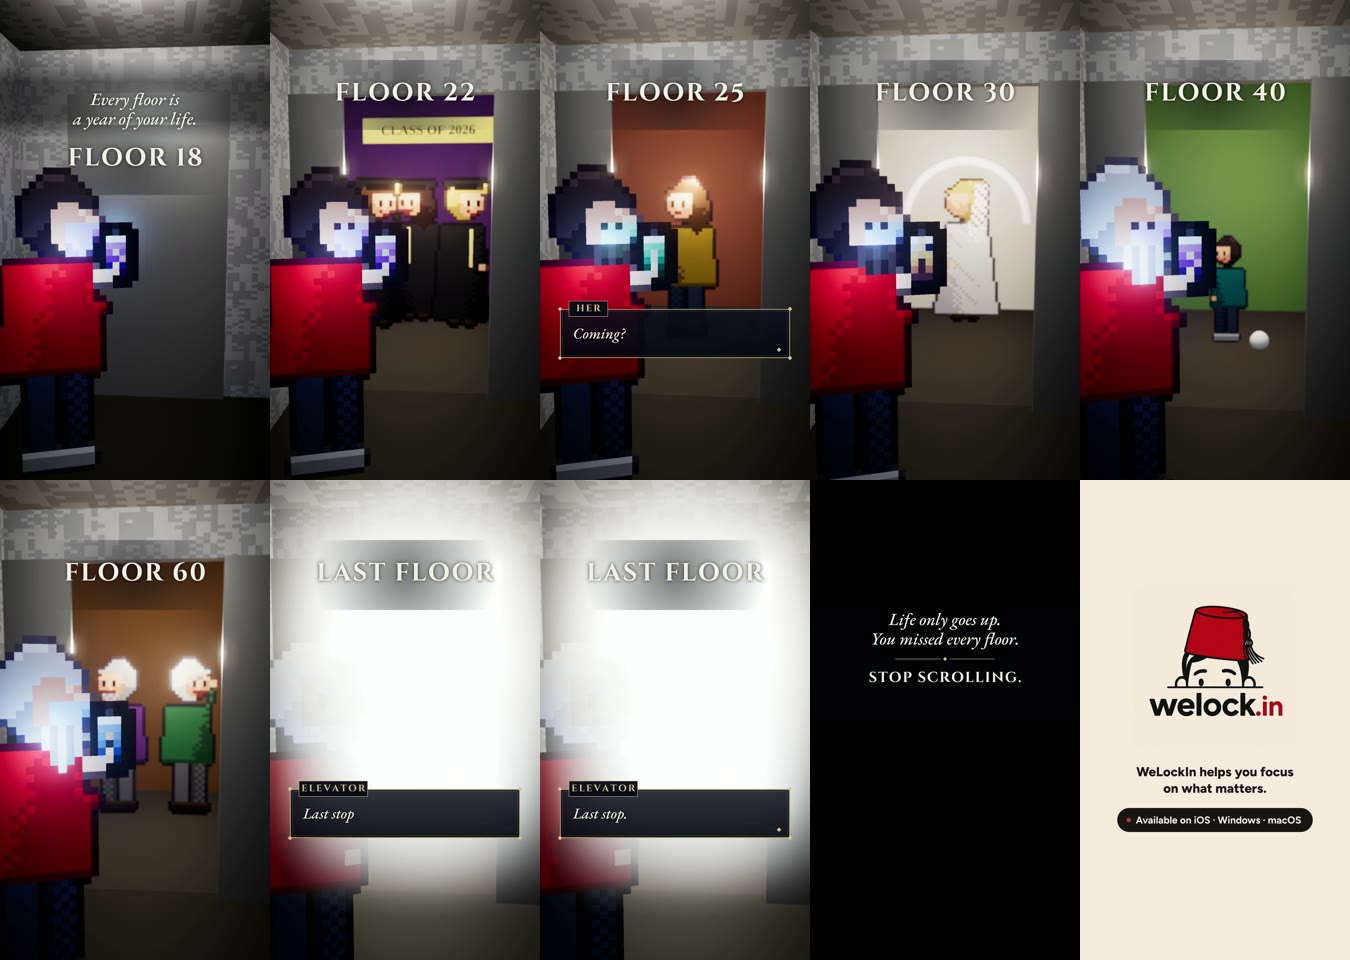 Every floor is
a year of your life.
FLOOR 18
FLOOR 22
CLASS OF 2026
FLOOR 25
HER
Coming?
FLOOR 30
FLOOR 40
FLOOR 60
LAST FLOOR
ELEVATOR
Last stop
LAST FLOOR
ELEVATOR
Last stop.
Life only goes up.
You missed every floor.
STOP SCROLLING.
welock.in
WeLockIn helps you focus
on what matters.
Available on iOS · Windows · macOS